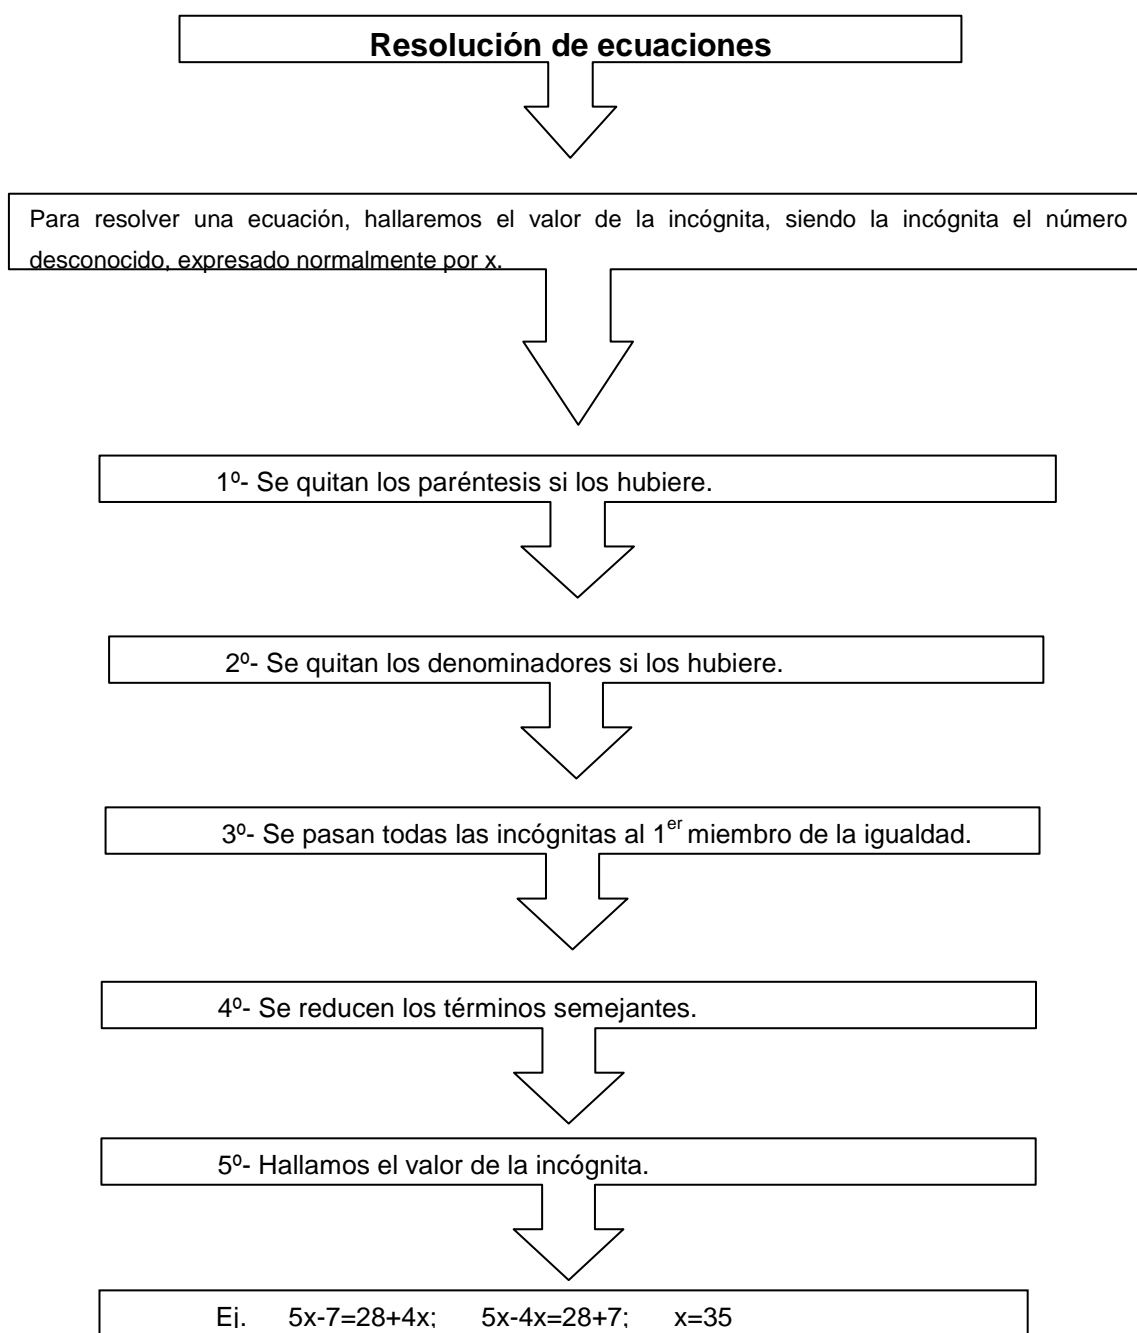 Resolución de ecuaciones
Para resolver una ecuación, hallaremos el valor de la incógnita, siendo la incógnita el número
desconocido, expresado normalmente por x.
1º- Se quitan los paréntesis si los hubiere.
2º- Se quitan los denominadores si los hubiere.
3º- Se pasan todas las incógnitas al 1er miembro de la igualdad.
4º- Se reducen los términos semejantes.
5º- Hallamos el valor de la incógnita.
Ej. 5x-7=28+4x; 5x-4x=28+7; x=35